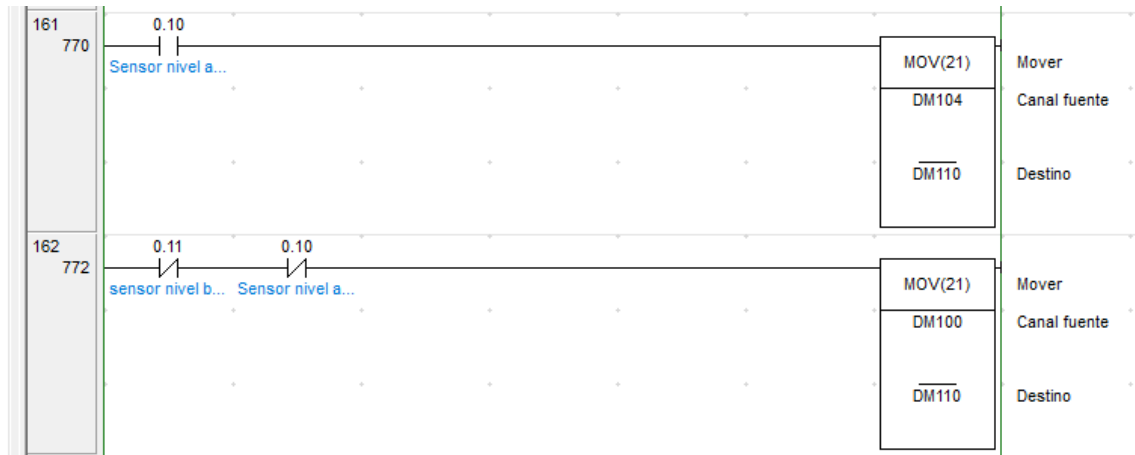 161 0.10
770
Sensor nivel a...
MOV(21) Mover
DM104 Canal fuente
DM110 Destino
162 0.11 0.10
772
sensor nivel b... Sensor nivel a...
MOV(21) Mover
DM100 Canal fuente
DM110 Destino